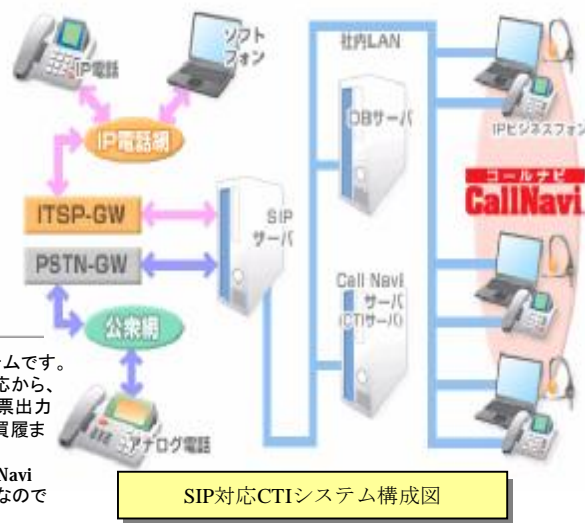 IP電話
ソフト
フォン
IP電話網
ITSP-GW
PSTN-GW
公衆網
アナログ電話
SIP
サーバ
社内LAN
DBサーバ
Call Navi
サーバ
(CTIサーバ)
IPビジネスフォン
コールナビ
CallNavi
ムです。
応から、
票出力
買履ま
Navi
なので
SIP対応CTIシステム構成図